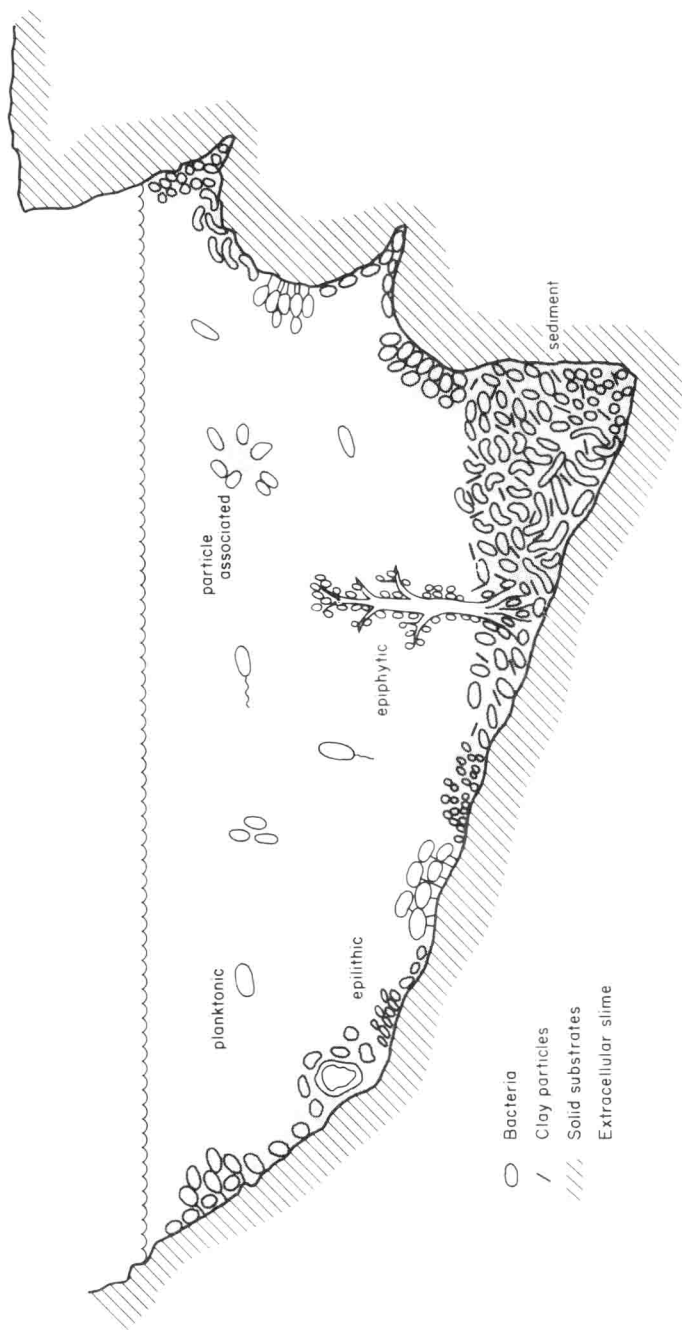 planktonic
particle
associated
epilithic
epiphytic
sediment
Bacteria
Clay particles
Solid substrates
Extracellular slime